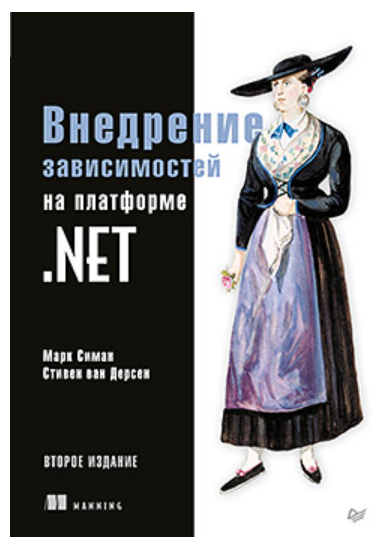 Внедрение
зависимостей
на платформе
.NET
Марк Симан
Стивен ван Дерсен
ВТОРОЕ ИЗДАНИЕ
MANNING